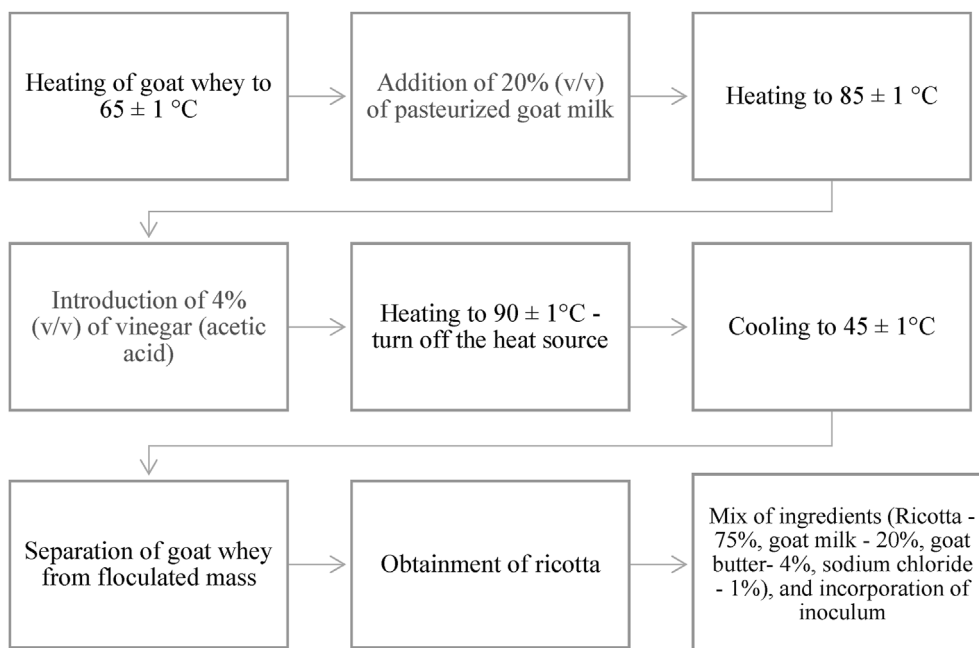 Heating of goat whey to
65 ± 1 °C
Addition of 20% (v/v)
of pasteurized goat milk
Heating to 85 ± 1 °C
Introduction of 4%
(v/v) of vinegar (acetic
acid)
Heating to 90 ± 1°C -
turn off the heat source
Cooling to 45 ± 1°C
Separation of goat whey
from floculated mass
Obtainment of ricotta
Mix of ingredients (Ricotta -
75%, goat milk - 20%, goat
butter- 4%, sodium chloride
- 1%), and incorporation of
inoculum